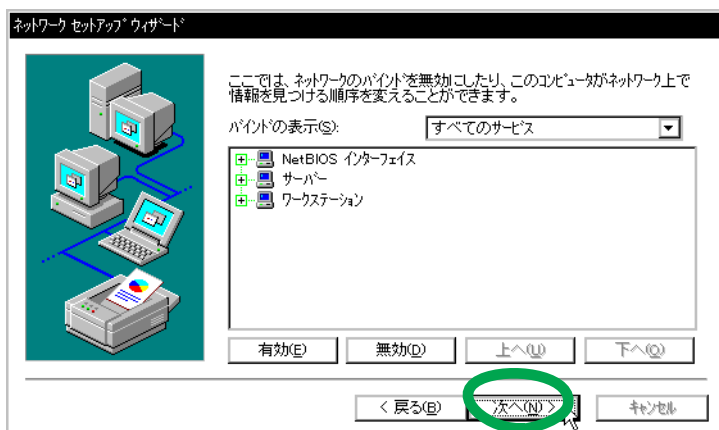 ネットワーク セットアップ ウィザード
ここでは、ネットワークのバインドを無効にしたり、このコンピュータがネットワーク上で
情報を見つける順序を変えることができます。
バインドの表示(S):
すべてのサービス
NetBIOS インターフェイス
サーバー
ワークステーション
有効(E)
無効(D)
上へ(U)
下へ(O)
< 戻る(B)
次へ(N) >
キャンセル